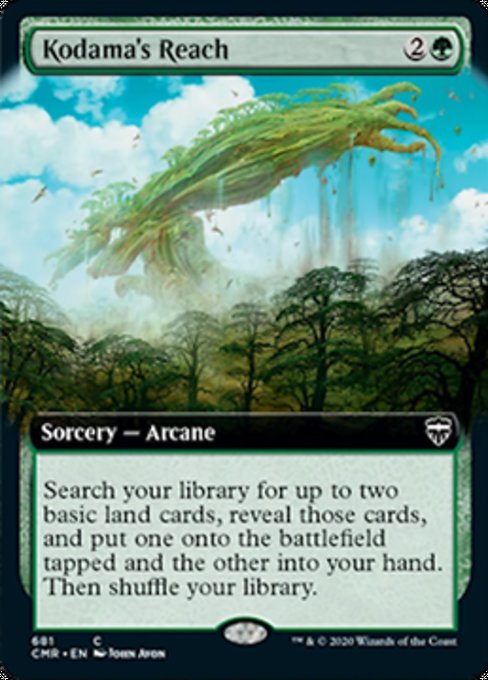 Kodama's Reach 2
Sorcery — Arcane
Search your library for up to two
basic land cards, reveal those cards,
and put one onto the battlefield
tapped and the other into your hand.
Then shuffle your library.
681 C
CMR • EN John Avon
™ & © 2020 Wizards of the Coast